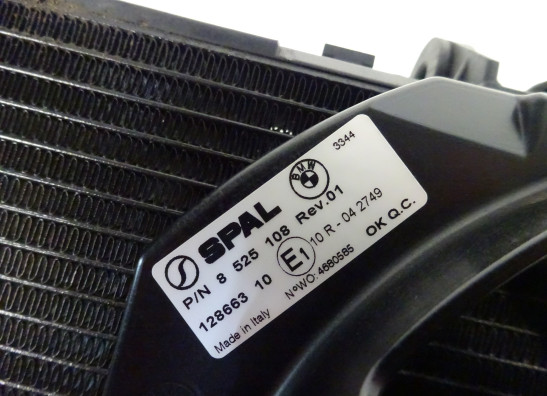 3344
BMW
SPAL
P/N 8 525 108 Rev.01
128663 10 E1 10 R - 04 2749
Made in Italy N°WO: 4680585 OK Q.C.